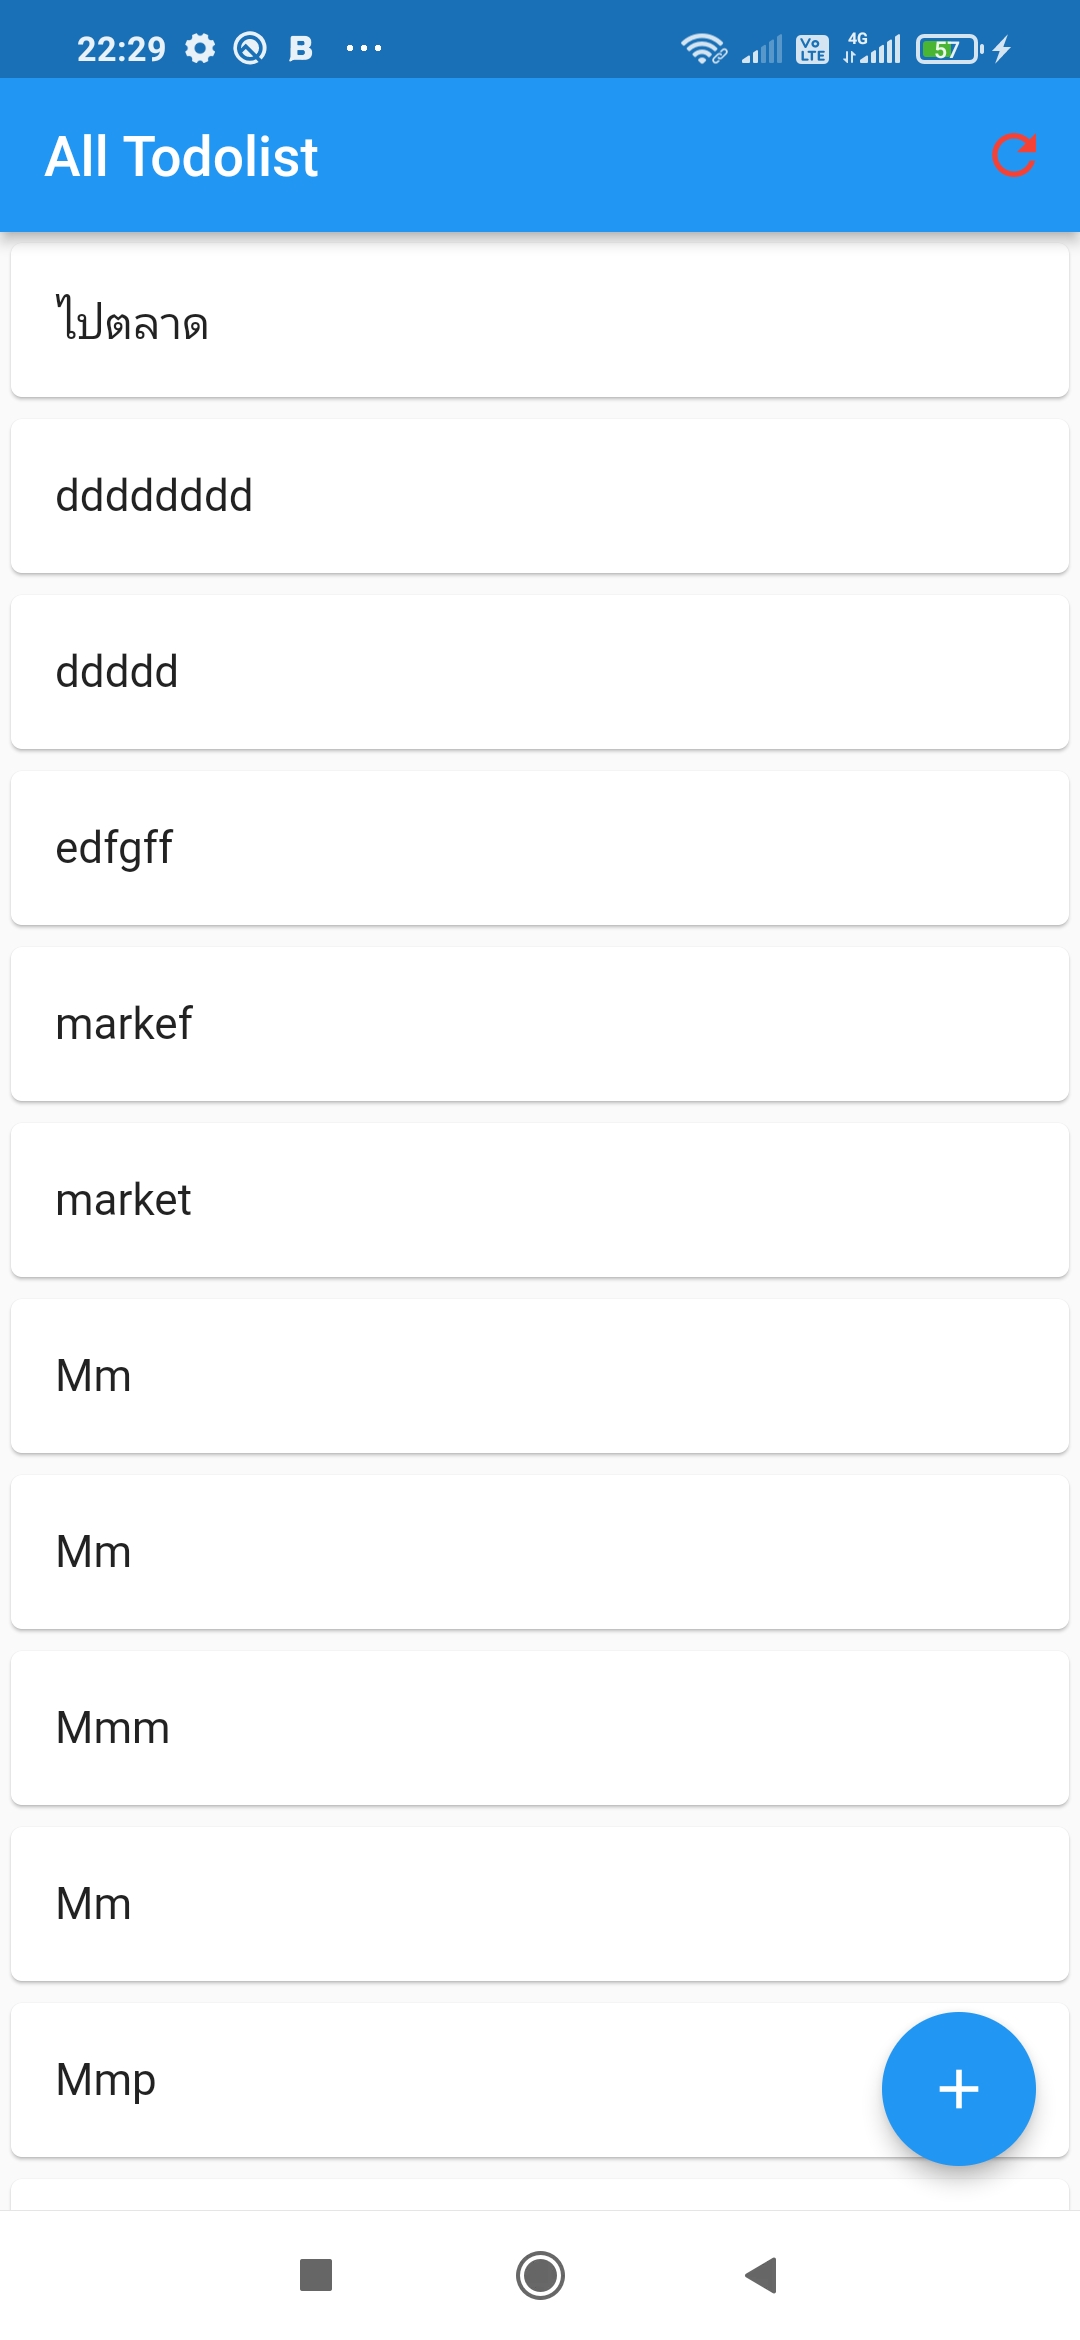 22:29 B ... Vo LTE 4G 57
All Todolist
ไปตลาด
dddddddd
ddddd
edfgff
markef
market
Mm
Mm
Mmm
Mm
Mmp